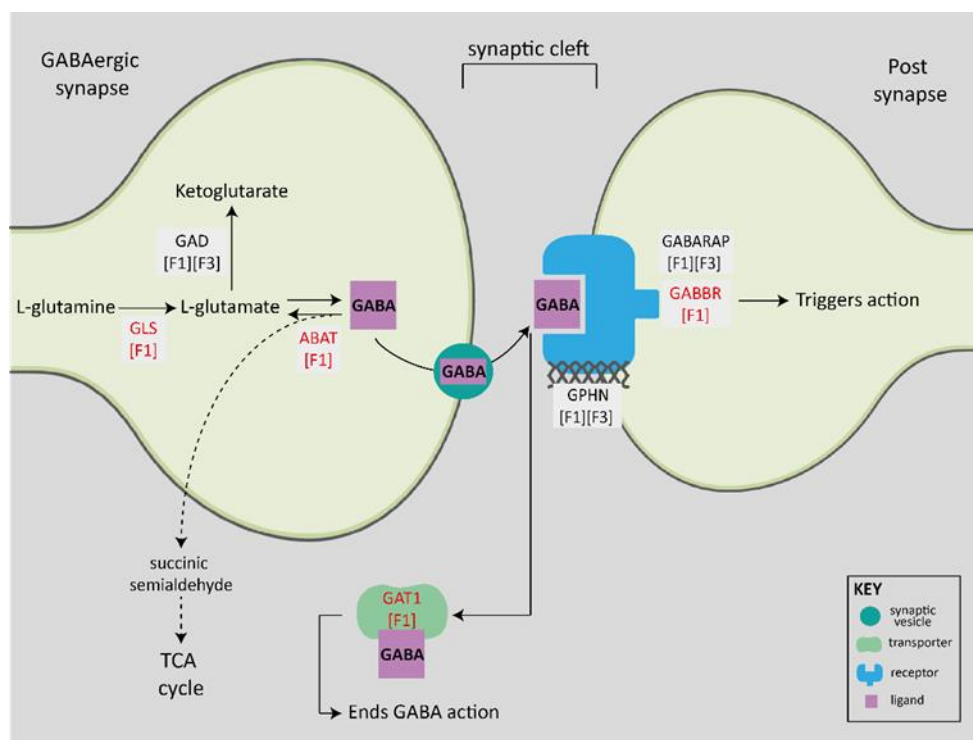 GABAergic
synapse
synaptic cleft
Post
synapse
Ketoglutarate
GAD
[F1][F3]
L-glutamine
L-glutamate
GABA
GLS
[F1]
ABAT
[F1]
GABA
GABA
GABARAP
[F1][F3]
GABBR
[F1]
Triggers action
GPHN
[F1][F3]
succinic
semialdehyde
TCA
cycle
GAT1
[F1]
GABA
Ends GABA action
KEY
synaptic
vesicle
transporter
receptor
ligand